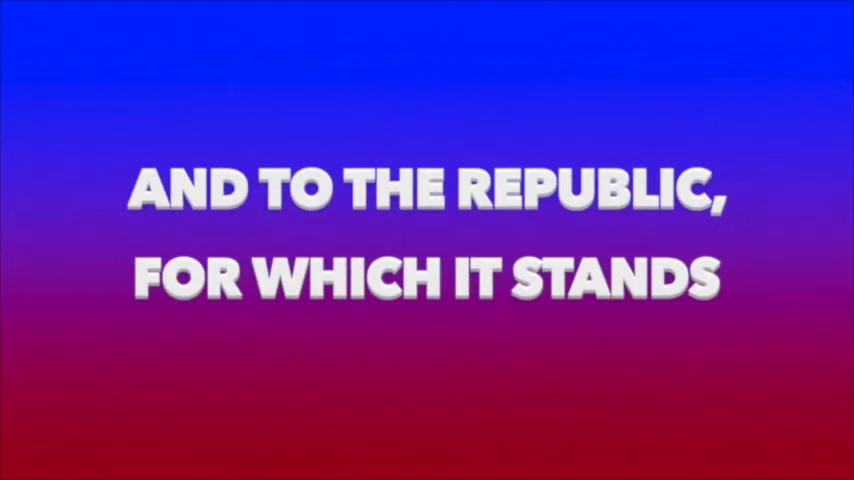 AND TO THE REPUBLIC,
FOR WHICH IT STANDS